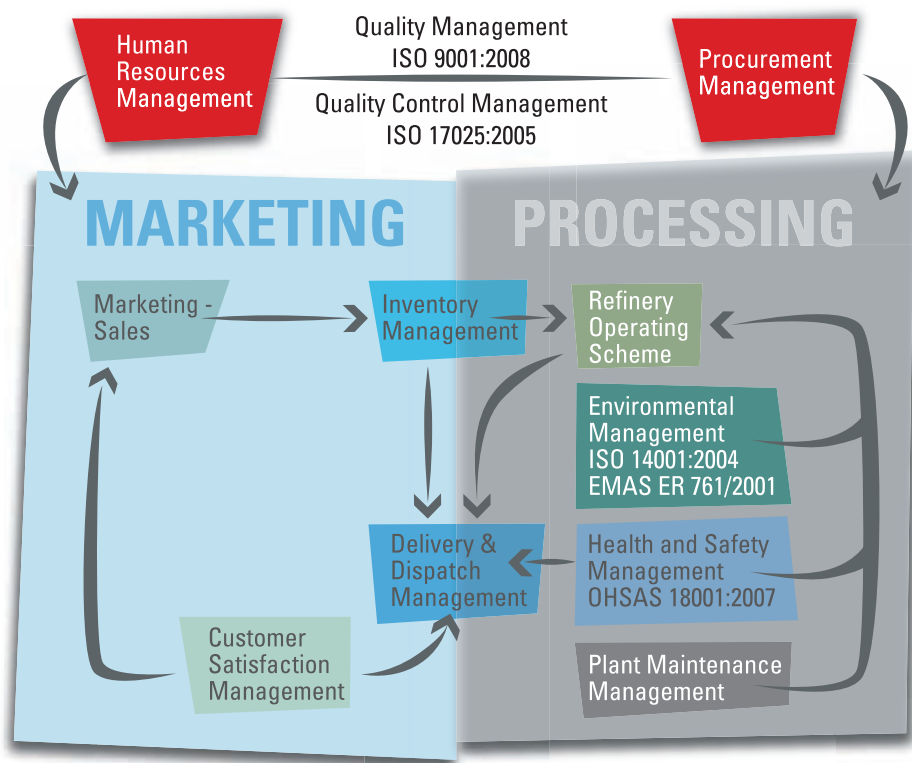 Human
Resources
Management
Quality Management
ISO 9001:2008
Quality Control Management
ISO 17025:2005
Procurement
Management
MARKETING
PROCESSING
Marketing -
Sales
Inventory
Management
Refinery
Operating
Scheme
Environmental
Management
ISO 14001:2004
EMAS ER 761/2001
Delivery &
Dispatch
Management
Health and Safety
Management
OHSAS 18001:2007
Customer
Satisfaction
Management
Plant Maintenance
Management